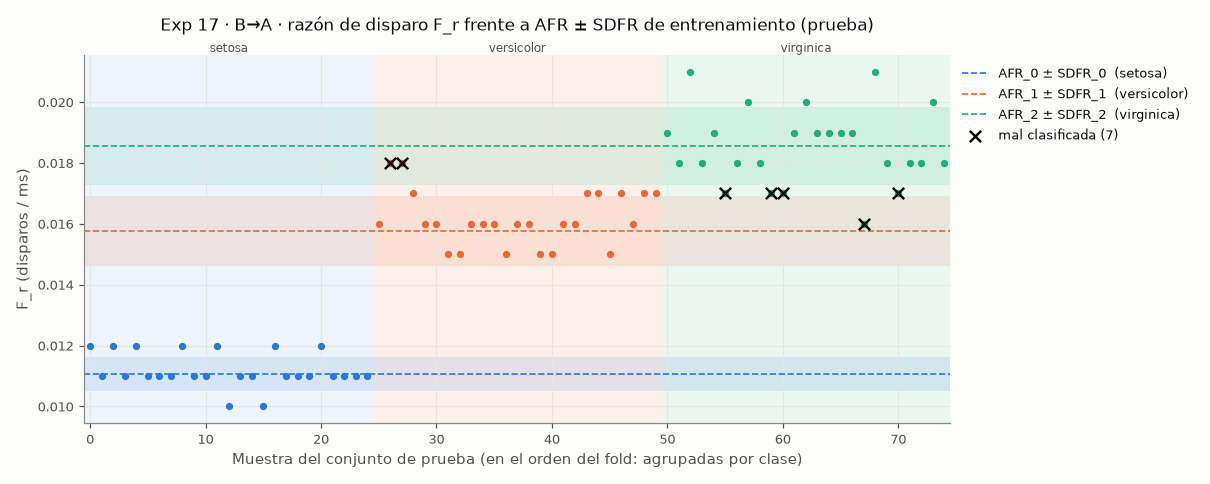 Exp 17 · B→A · razón de disparo F_r frente a AFR ± SDFR de entrenamiento (prueba)
setosa versicolor virginica
AFR_0 ± SDFR_0 (setosa)
AFR_1 ± SDFR_1 (versicolor)
AFR_2 ± SDFR_2 (virginica)
mal clasificada (7)
F_r (disparos / ms)
0.020
0.018
0.016
0.014
0.012
0.010
0 10 20 30 40 50 60 70
Muestra del conjunto de prueba (en el orden del fold: agrupadas por clase)